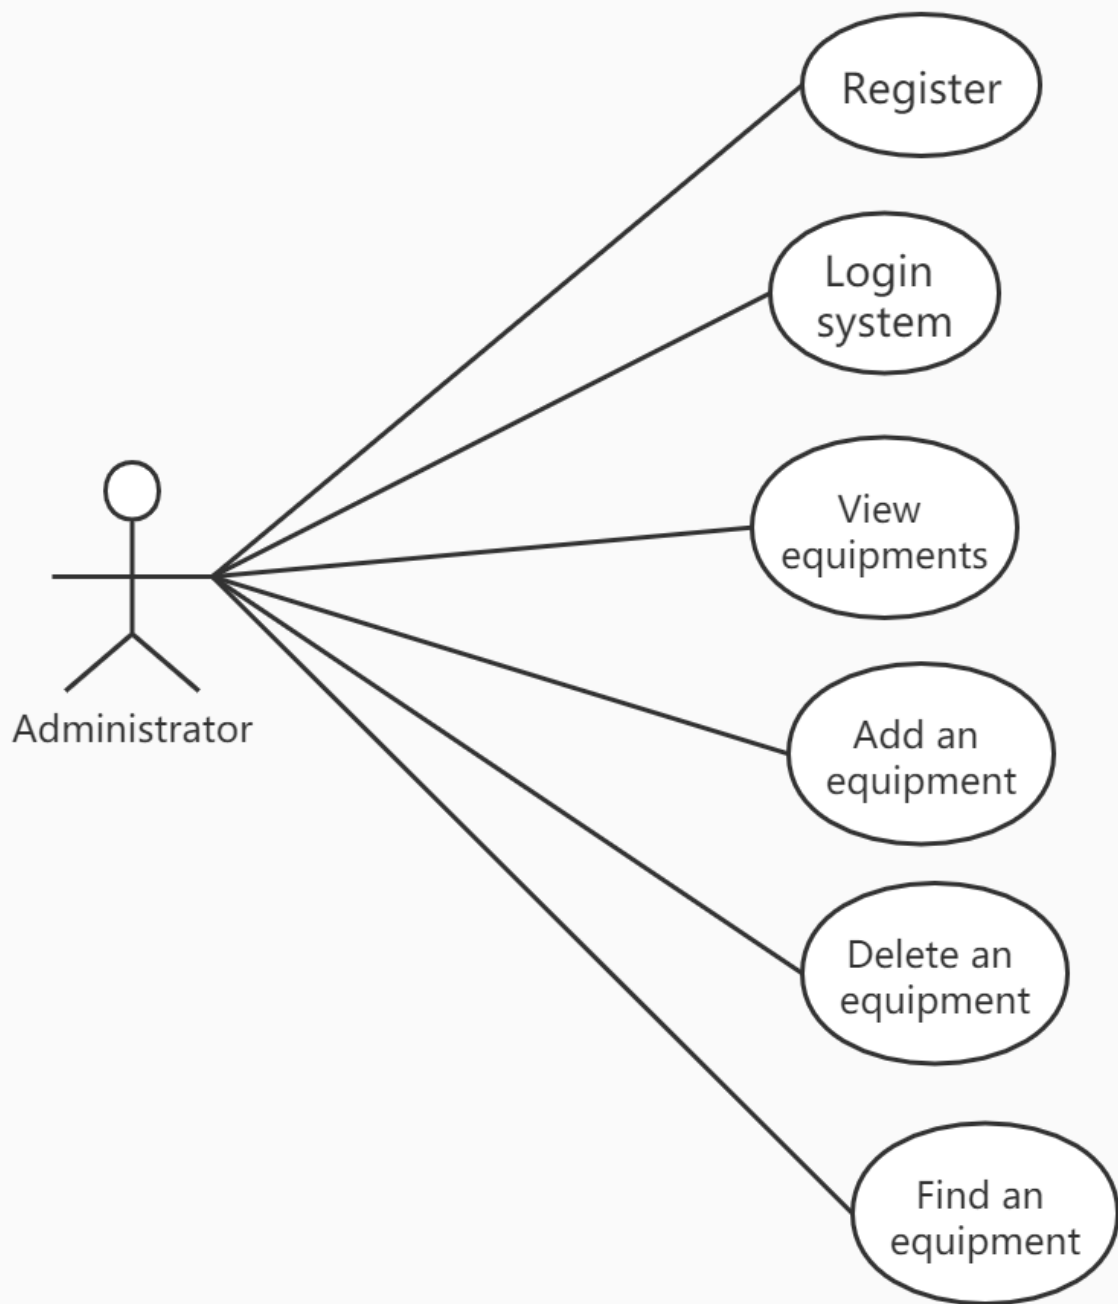 Register
Login
system
View
equipments
Administrator
Add an
equipment
Delete an
equipment
Find an
equipment